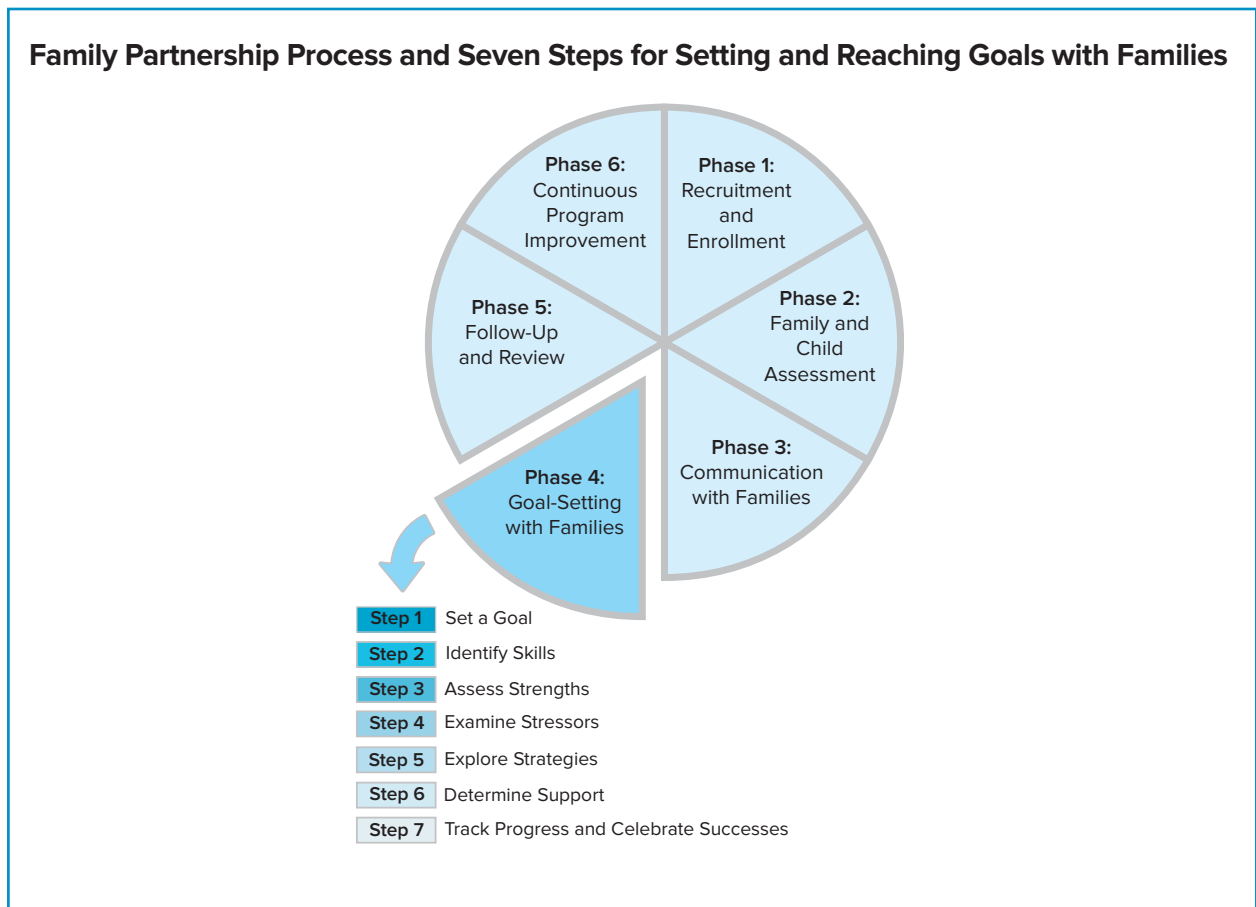 Family Partnership Process and Seven Steps for Setting and Reaching Goals with Families
Phase 1:
Recruitment
and
Enrollment
Phase 2:
Family and
Child
Assessment
Phase 3:
Communication
with Families
Phase 4:
Goal-Setting
with Families
Phase 5:
Follow-Up
and Review
Phase 6:
Continuous
Program
Improvement
Step 1 Set a Goal
Step 2 Identify Skills
Step 3 Assess Strengths
Step 4 Examine Stressors
Step 5 Explore Strategies
Step 6 Determine Support
Step 7 Track Progress and Celebrate Successes